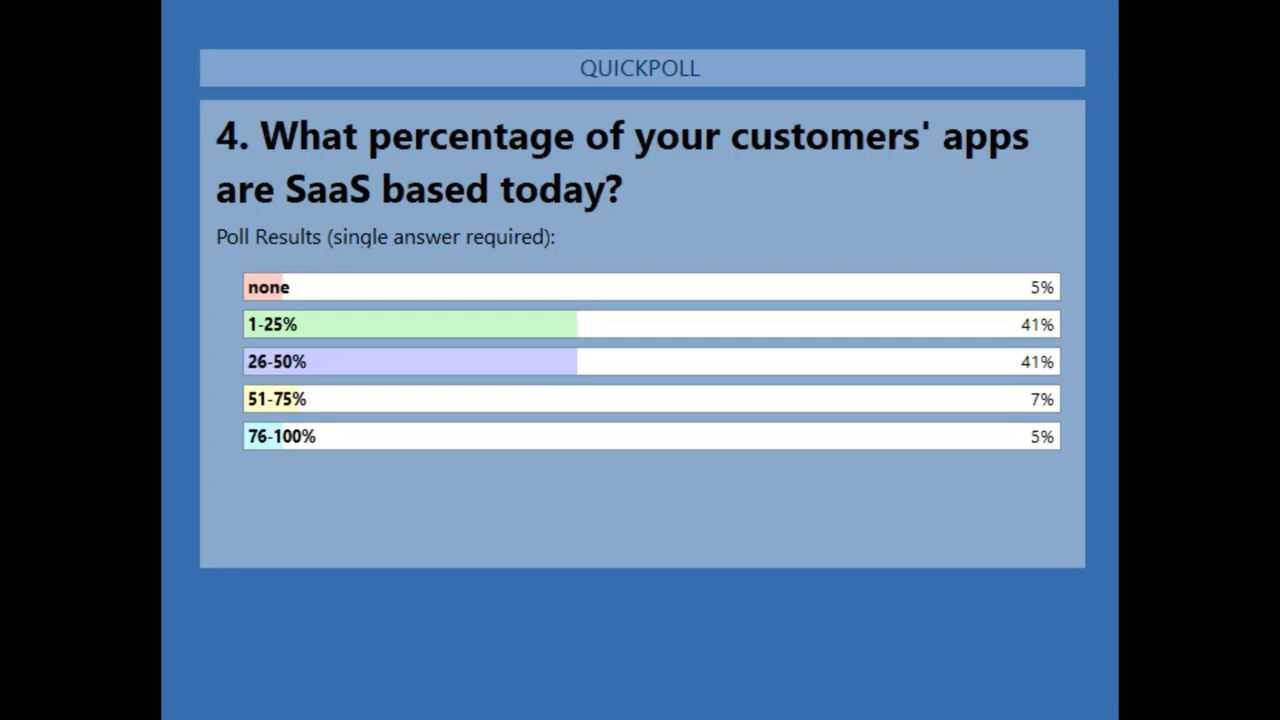 QUICKPOLL
4. What percentage of your customers' apps
are SaaS based today?
Poll Results (single answer required):
none 5%
1-25% 41%
26-50% 41%
51-75% 7%
76-100% 5%